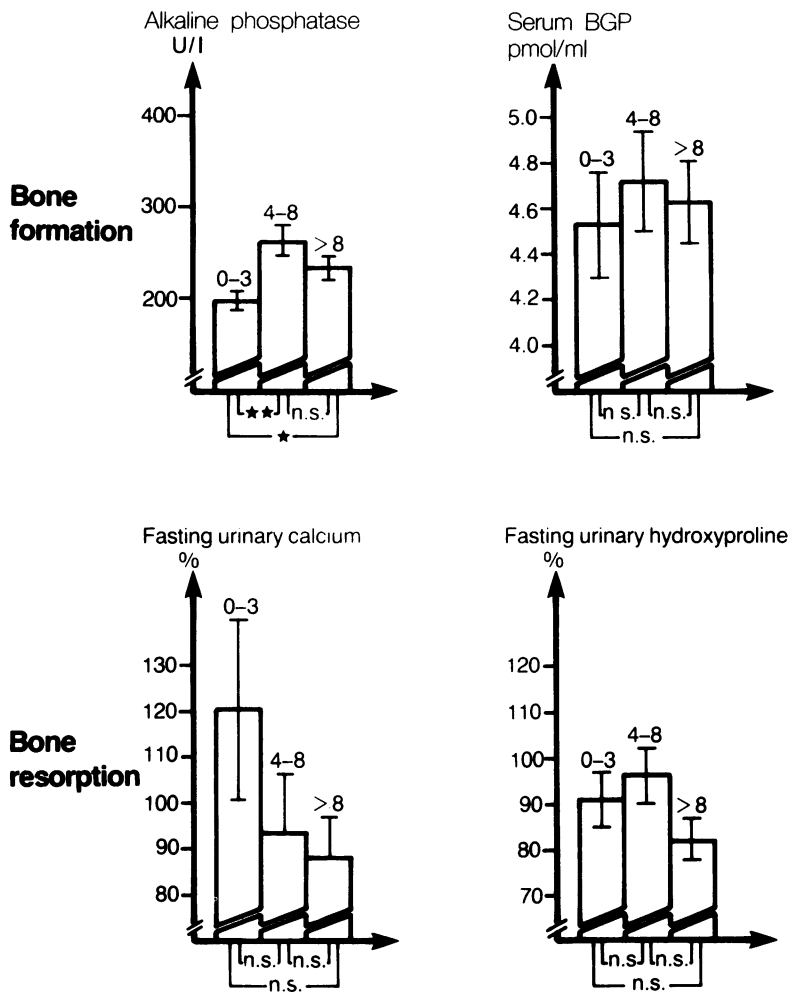 Alkaline phosphatase
U/l
400
300
200
0–3
4–8
>8
★★
n.s.
★
Serum BGP
pmol/ml
5.0
4.8
4.6
4.4
4.2
4.0
0–3
4–8
>8
n s.
n.s.
n.s.
Bone
formation
Fasting urinary calcium
%
130
120
110
100
90
80
0–3
4–8
>8
n.s.
n.s.
n.s.
Fasting urinary hydroxyproline
%
120
110
100
90
80
70
0–3
4–8
>8
n.s
n.s.
n.s.
Bone
resorption